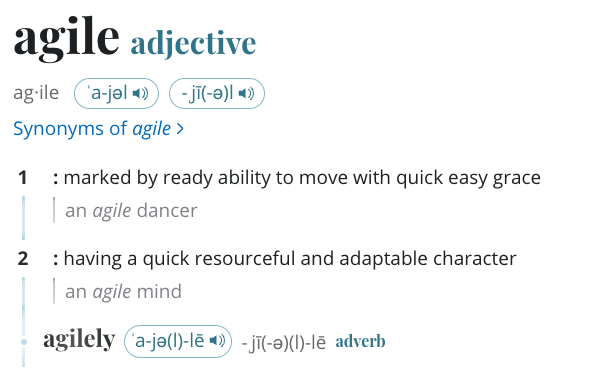 agile adjective
ag·ile ˈa-jəl -ˌjī(-ə)l
Synonyms of agile
1 : marked by ready ability to move with quick easy grace
an agile dancer
2 : having a quick resourceful and adaptable character
an agile mind
agilely ˈa-jə(l)-lē -ˌjī(-ə)(l)-lē adverb